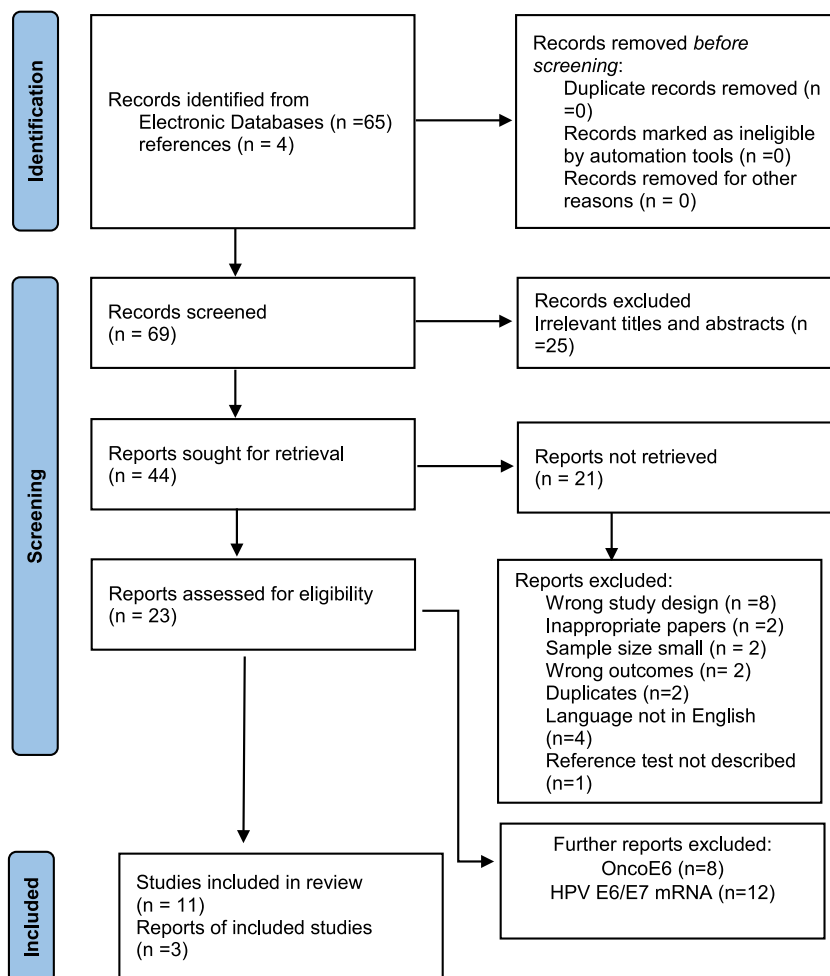 Identification
Records identified from
Electronic Databases (n =65)
references (n = 4)
Records removed before
screening:
Duplicate records removed (n
=0)
Records marked as ineligible
by automation tools (n =0)
Records removed for other
reasons (n = 0)
Screening
Records screened
(n = 69)
Records excluded
Irrelevant titles and abstracts (n
=25)
Reports sought for retrieval
(n = 44)
Reports not retrieved
(n = 21)
Reports assessed for eligibility
(n = 23)
Reports excluded:
Wrong study design (n =8)
Inappropriate papers (n =2)
Sample size small (n = 2)
Wrong outcomes (n= 2)
Duplicates (n=2)
Language not in English
(n=4)
Reference test not described
(n=1)
Further reports excluded:
OncoE6 (n=8)
HPV E6/E7 mRNA (n=12)
Included
Studies included in review
(n = 11)
Reports of included studies
(n =3)